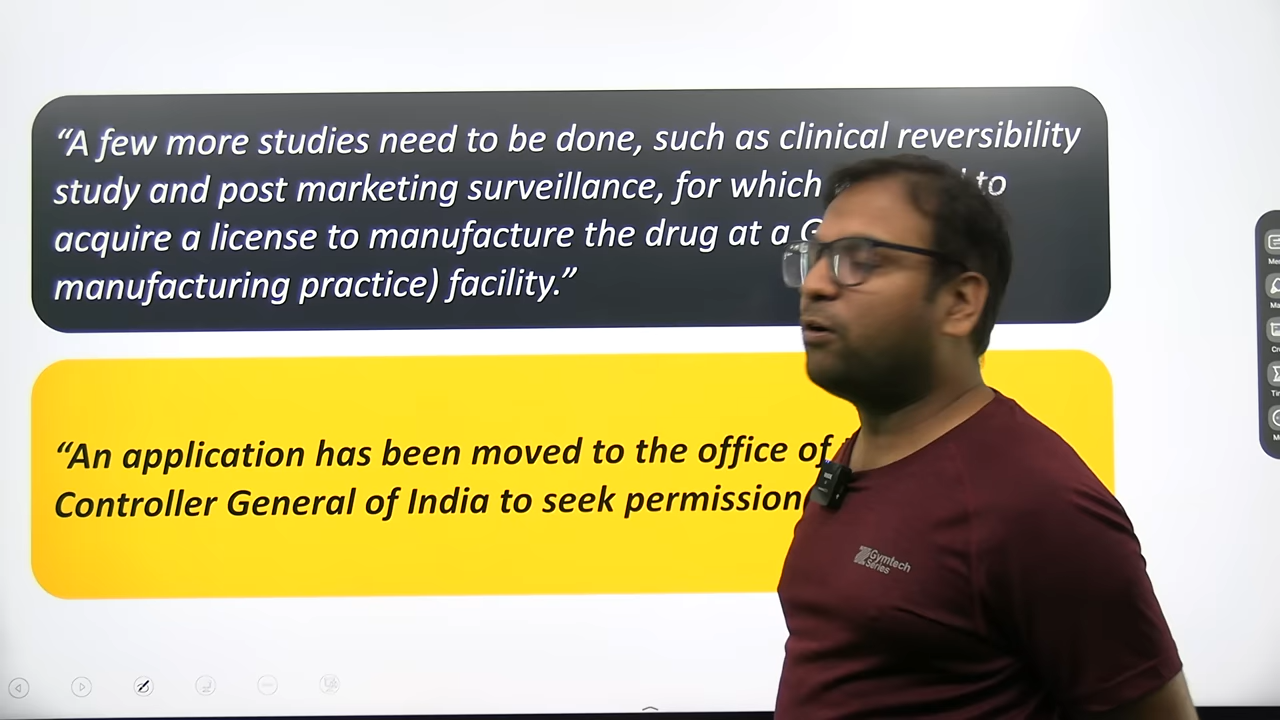 “A few more studies need to be done, such as clinical reversibility
study and post marketing surveillance, for which to
acquire a license to manufacture the drug at a
manufacturing practice) facility.”
“An application has been moved to the office of
Controller General of India to seek permission
Gymtech
Series